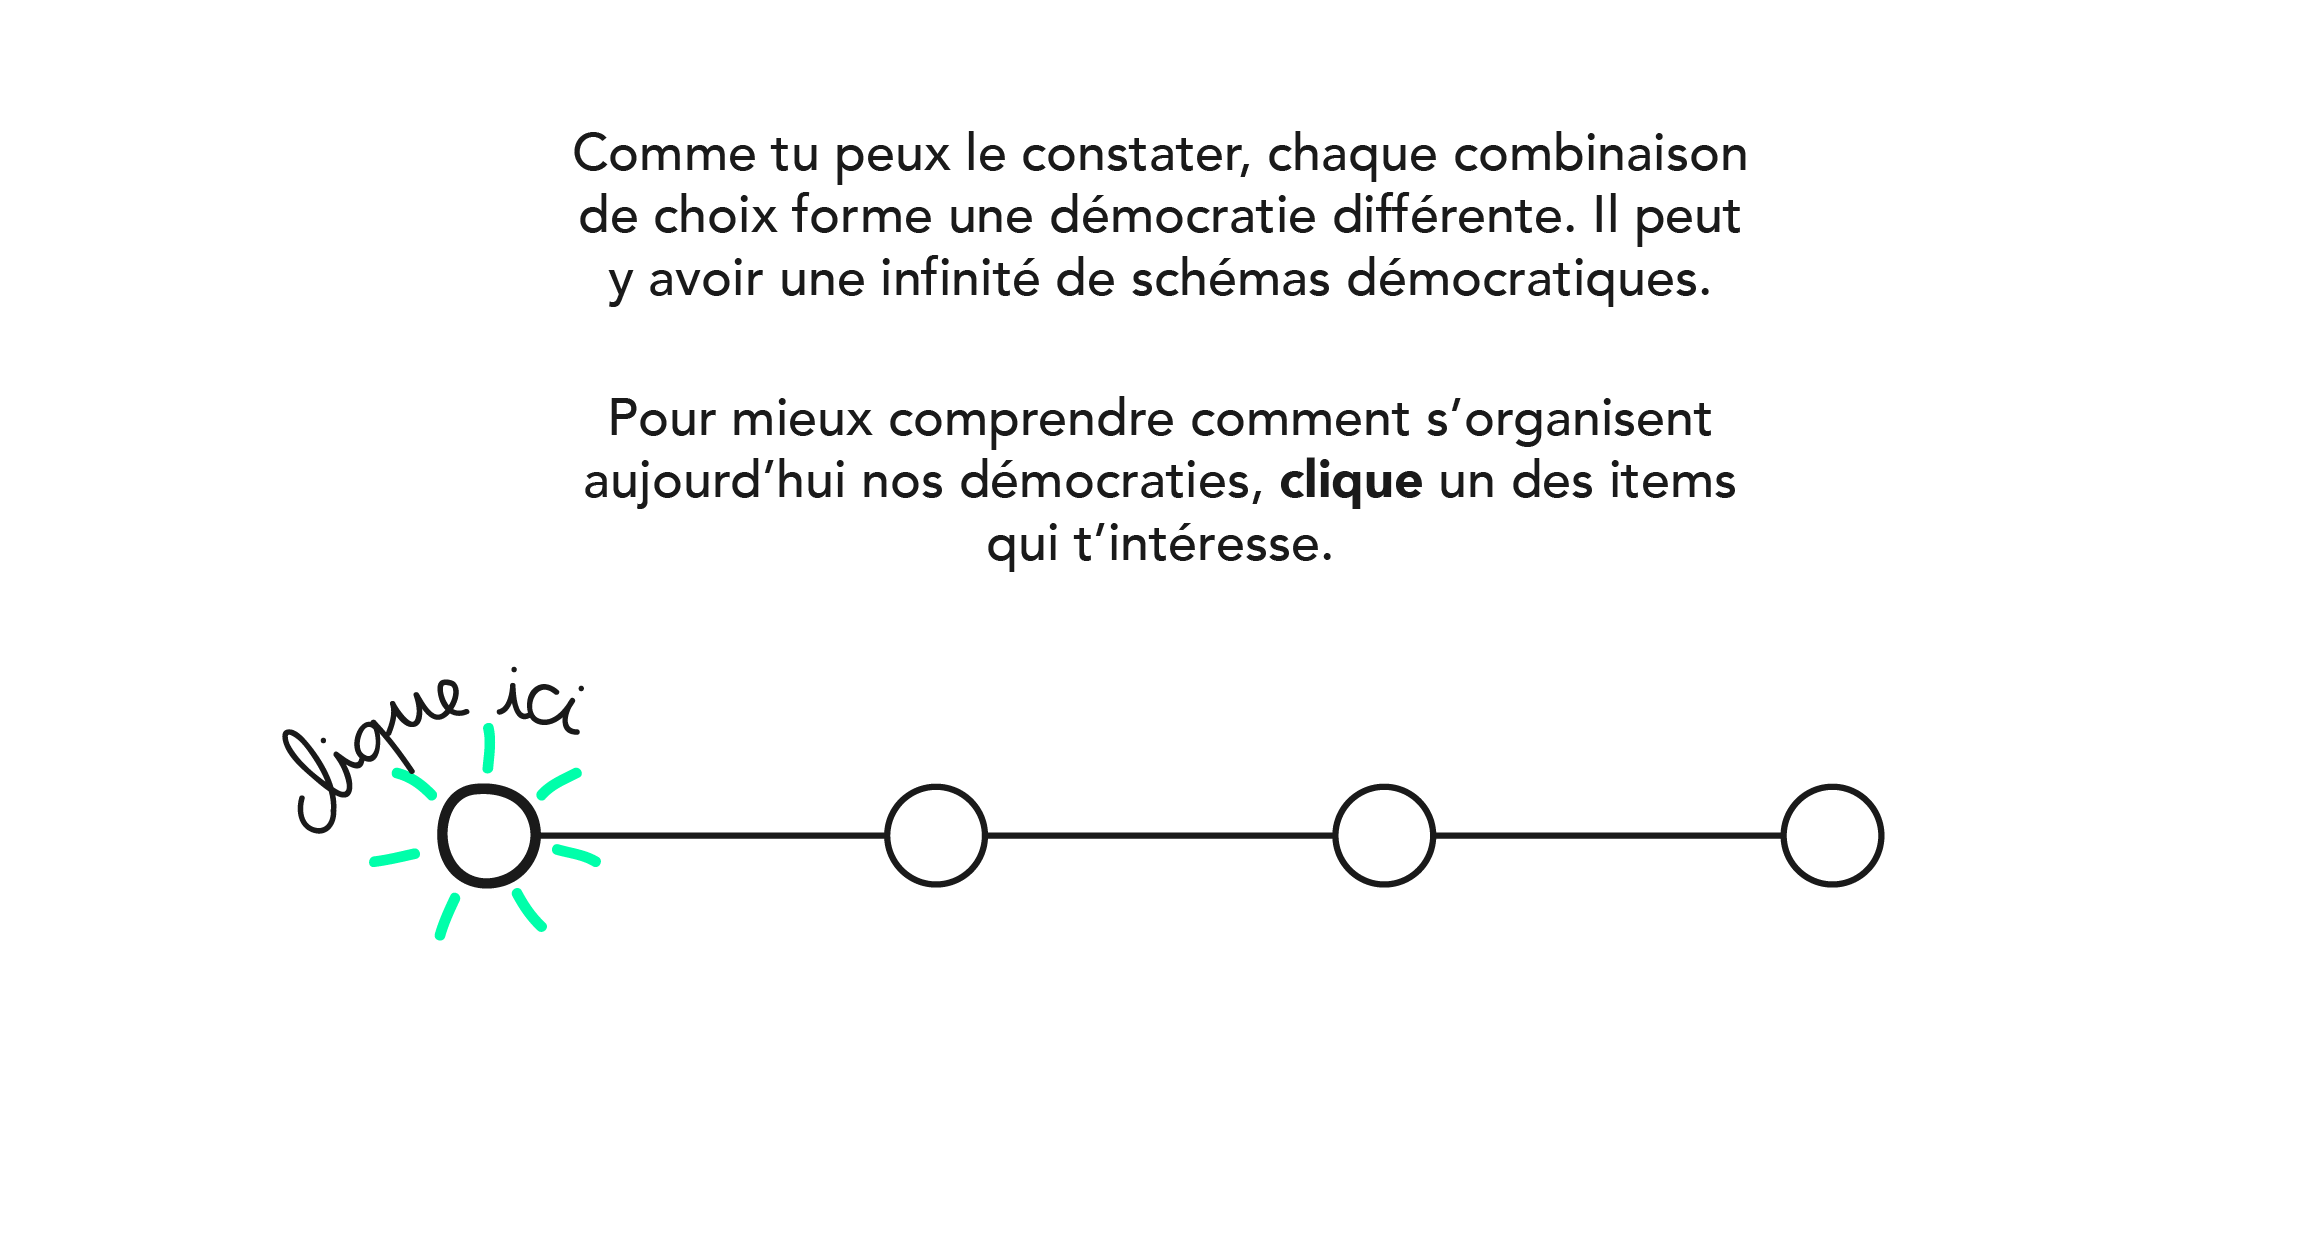 Comme tu peux le constater, chaque combinaison
de choix forme une démocratie différente. Il peut
y avoir une infinité de schémas démocratiques.
Pour mieux comprendre comment s’organisent
aujourd’hui nos démocraties, clique un des items
qui t’intéresse.
clique ici